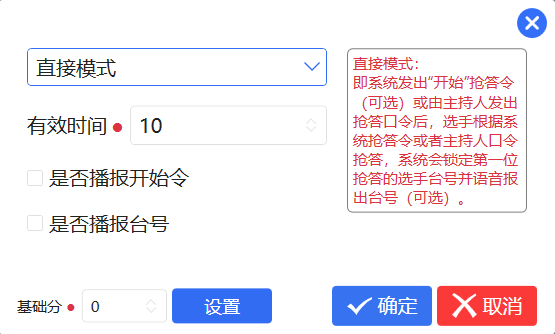 直接模式
有效时间 10
是否播报开始令
是否播报台号
直接模式：
即系统发出“开始”抢答令
（可选）或由主持人发出
抢答口令后，选手根据系
统抢答令或者主持人口令
抢答，系统会锁定第一位
抢答的选手台号并语音报
出台号（可选）。
基础分 0 设置 确定 取消